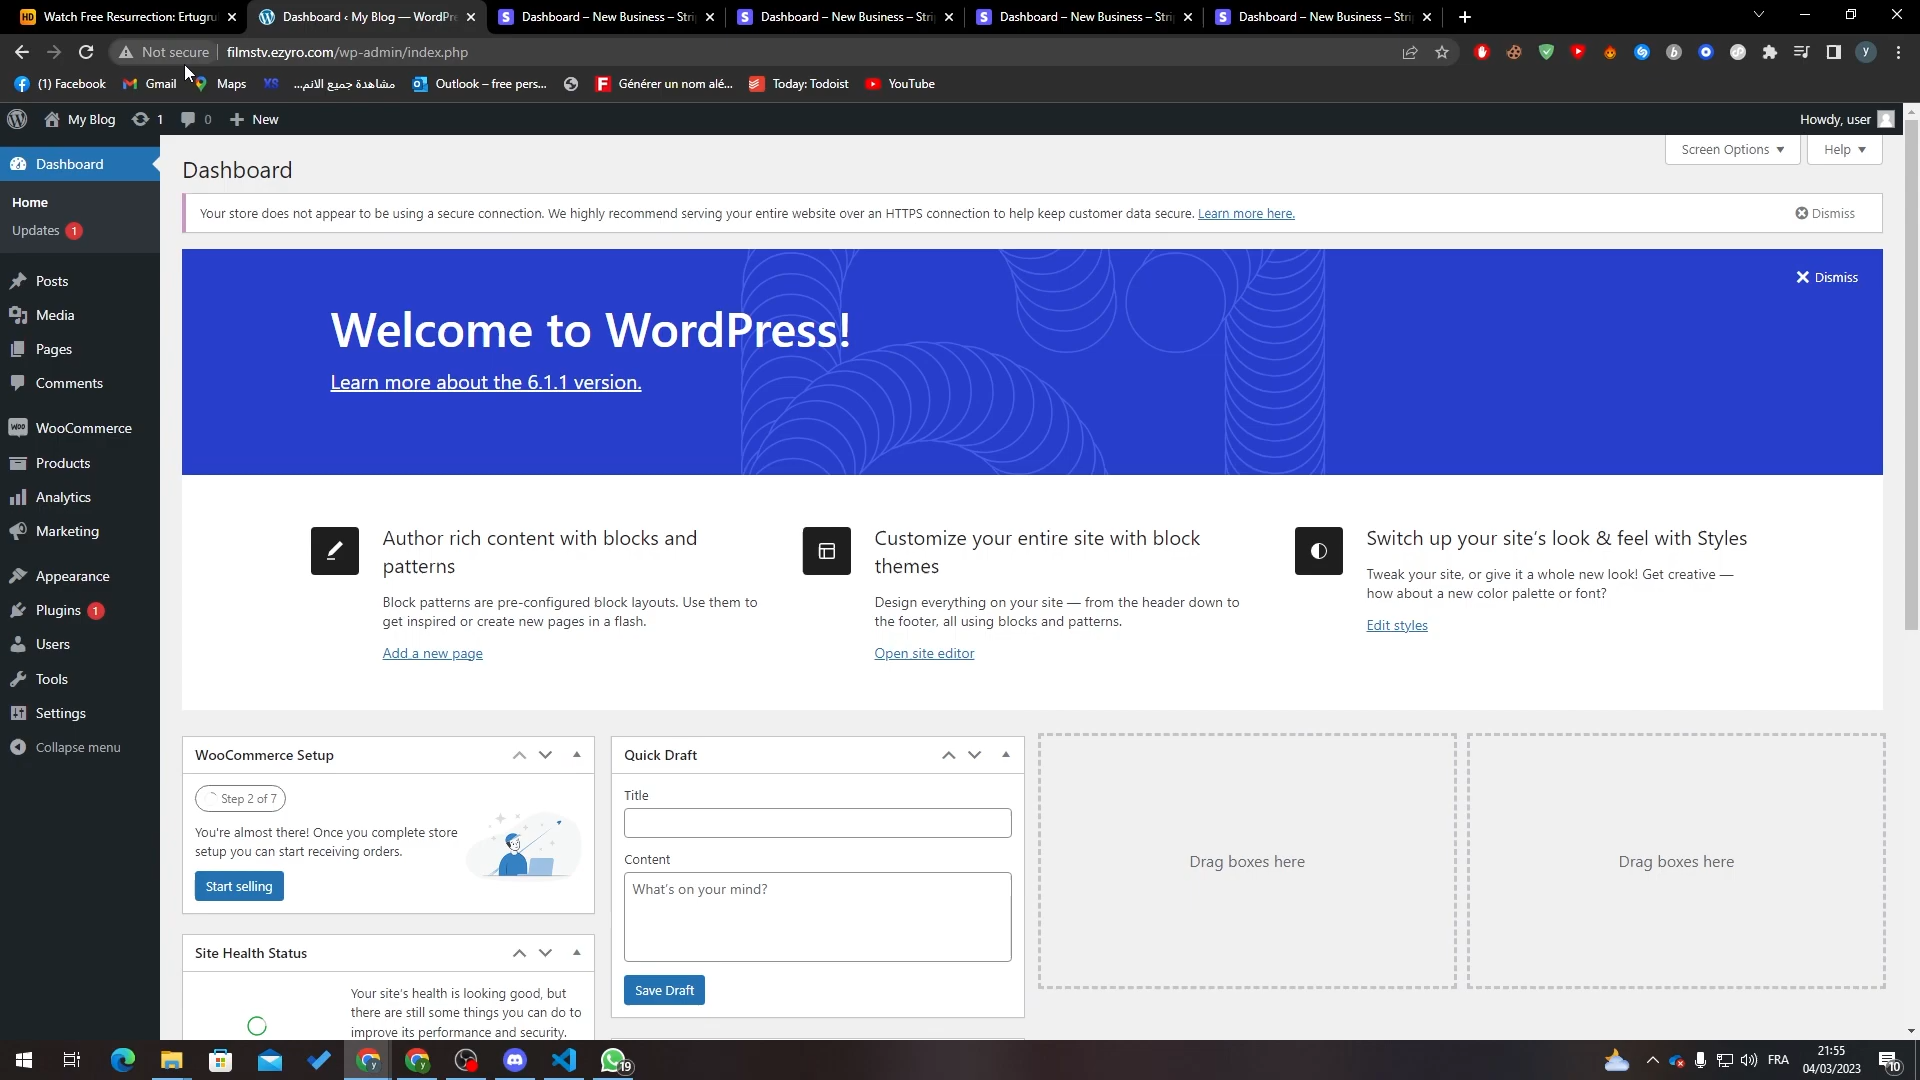 Watch Free Resurrection: Ertugru
Dashboard ‹ My Blog — WordPre
Dashboard – New Business – Stri
Dashboard – New Business – Stri
Dashboard – New Business – Stri
Dashboard – New Business – Stri
Not secure
filmstv.ezyro.com/wp-admin/index.php
(1) Facebook
Gmail
Maps
XS
مشاهدة جميع الانم...
Outlook – free pers...
Générer un nom alé...
Today: Todoist
YouTube
My Blog
1
0
New
Howdy, user
Dashboard
Home
Updates 1
Posts
Media
Pages
Comments
WooCommerce
Products
Analytics
Marketing
Appearance
Plugins 1
Users
Tools
Settings
Collapse menu
Screen Options
Help
Dashboard
Your store does not appear to be using a secure connection. We highly recommend serving your entire website over an HTTPS connection to help keep customer data secure. Learn more here.
Dismiss
Dismiss
Welcome to WordPress!
Learn more about the 6.1.1 version.
Author rich content with blocks and
patterns
Block patterns are pre-configured block layouts. Use them to
get inspired or create new pages in a flash.
Add a new page
Customize your entire site with block
themes
Design everything on your site — from the header down to
the footer, all using blocks and patterns.
Open site editor
Switch up your site’s look & feel with Styles
Tweak your site, or give it a whole new look! Get creative —
how about a new color palette or font?
Edit styles
WooCommerce Setup
Step 2 of 7
You're almost there! Once you complete store
setup you can start receiving orders.
Start selling
Site Health Status
Your site’s health is looking good, but
there are still some things you can do to
improve its performance and security.
Quick Draft
Title
Content
What’s on your mind?
Save Draft
Drag boxes here
Drag boxes here
19
FRA
21:55
04/03/2023
10